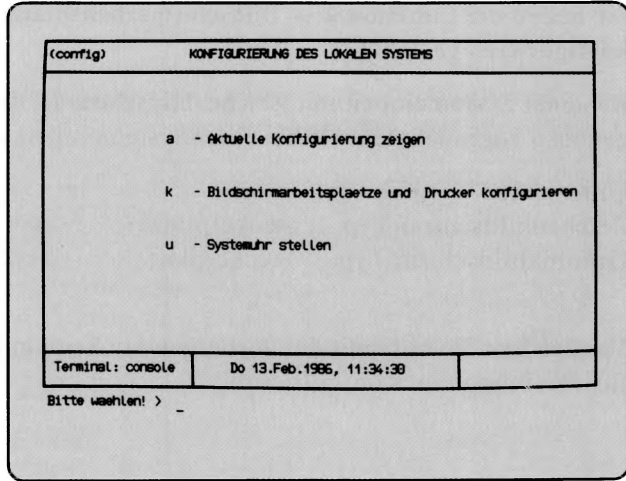 (config) KONFIGURIERUNG DES LOKALEN SYSTEMS
a - Aktuelle Konfigurierung zeigen
k - Bildschirmarbeitsplaetze und Drucker konfigurieren
u - Systemuhr stellen
Terminal: console Do 13.Feb.1986, 11:34:30
Bitte waehlen! > _